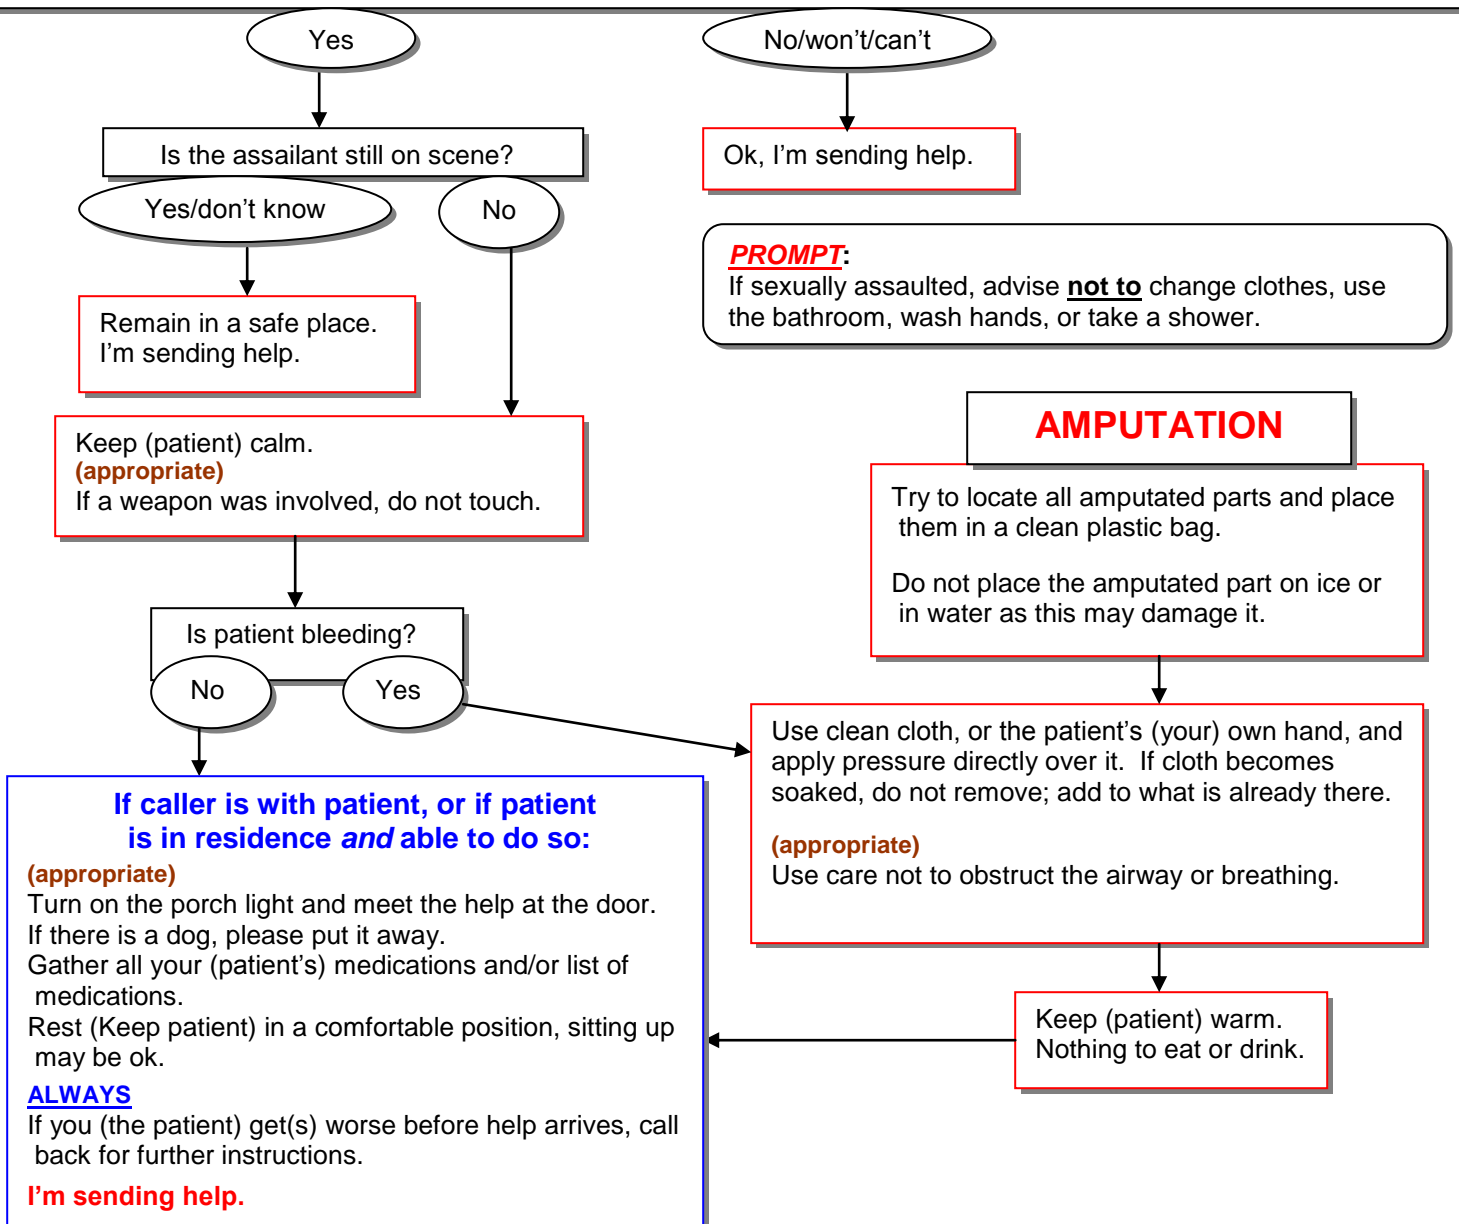 Yes
No/won't/can't
Is the assailant still on scene?
Ok, I'm sending help.
Yes/don't know
No
PROMPT:
If sexually assaulted, advise not to change clothes, use
the bathroom, wash hands, or take a shower.
Remain in a safe place.
I'm sending help.
Keep (patient) calm.
(appropriate)
If a weapon was involved, do not touch.
AMPUTATION
Try to locate all amputated parts and place
them in a clean plastic bag.
Do not place the amputated part on ice or
in water as this may damage it.
Is patient bleeding?
No
Yes
Use clean cloth, or the patient's (your) own hand, and
apply pressure directly over it.  If cloth becomes
soaked, do not remove; add to what is already there.
(appropriate)
Use care not to obstruct the airway or breathing.
Keep (patient) warm.
Nothing to eat or drink.
If caller is with patient, or if patient
is in residence and able to do so:
(appropriate)
Turn on the porch light and meet the help at the door.
If there is a dog, please put it away.
Gather all your (patient's) medications and/or list of
medications.
Rest (Keep patient) in a comfortable position, sitting up
may be ok.
ALWAYS
If you (the patient) get(s) worse before help arrives, call
back for further instructions.
I'm sending help.